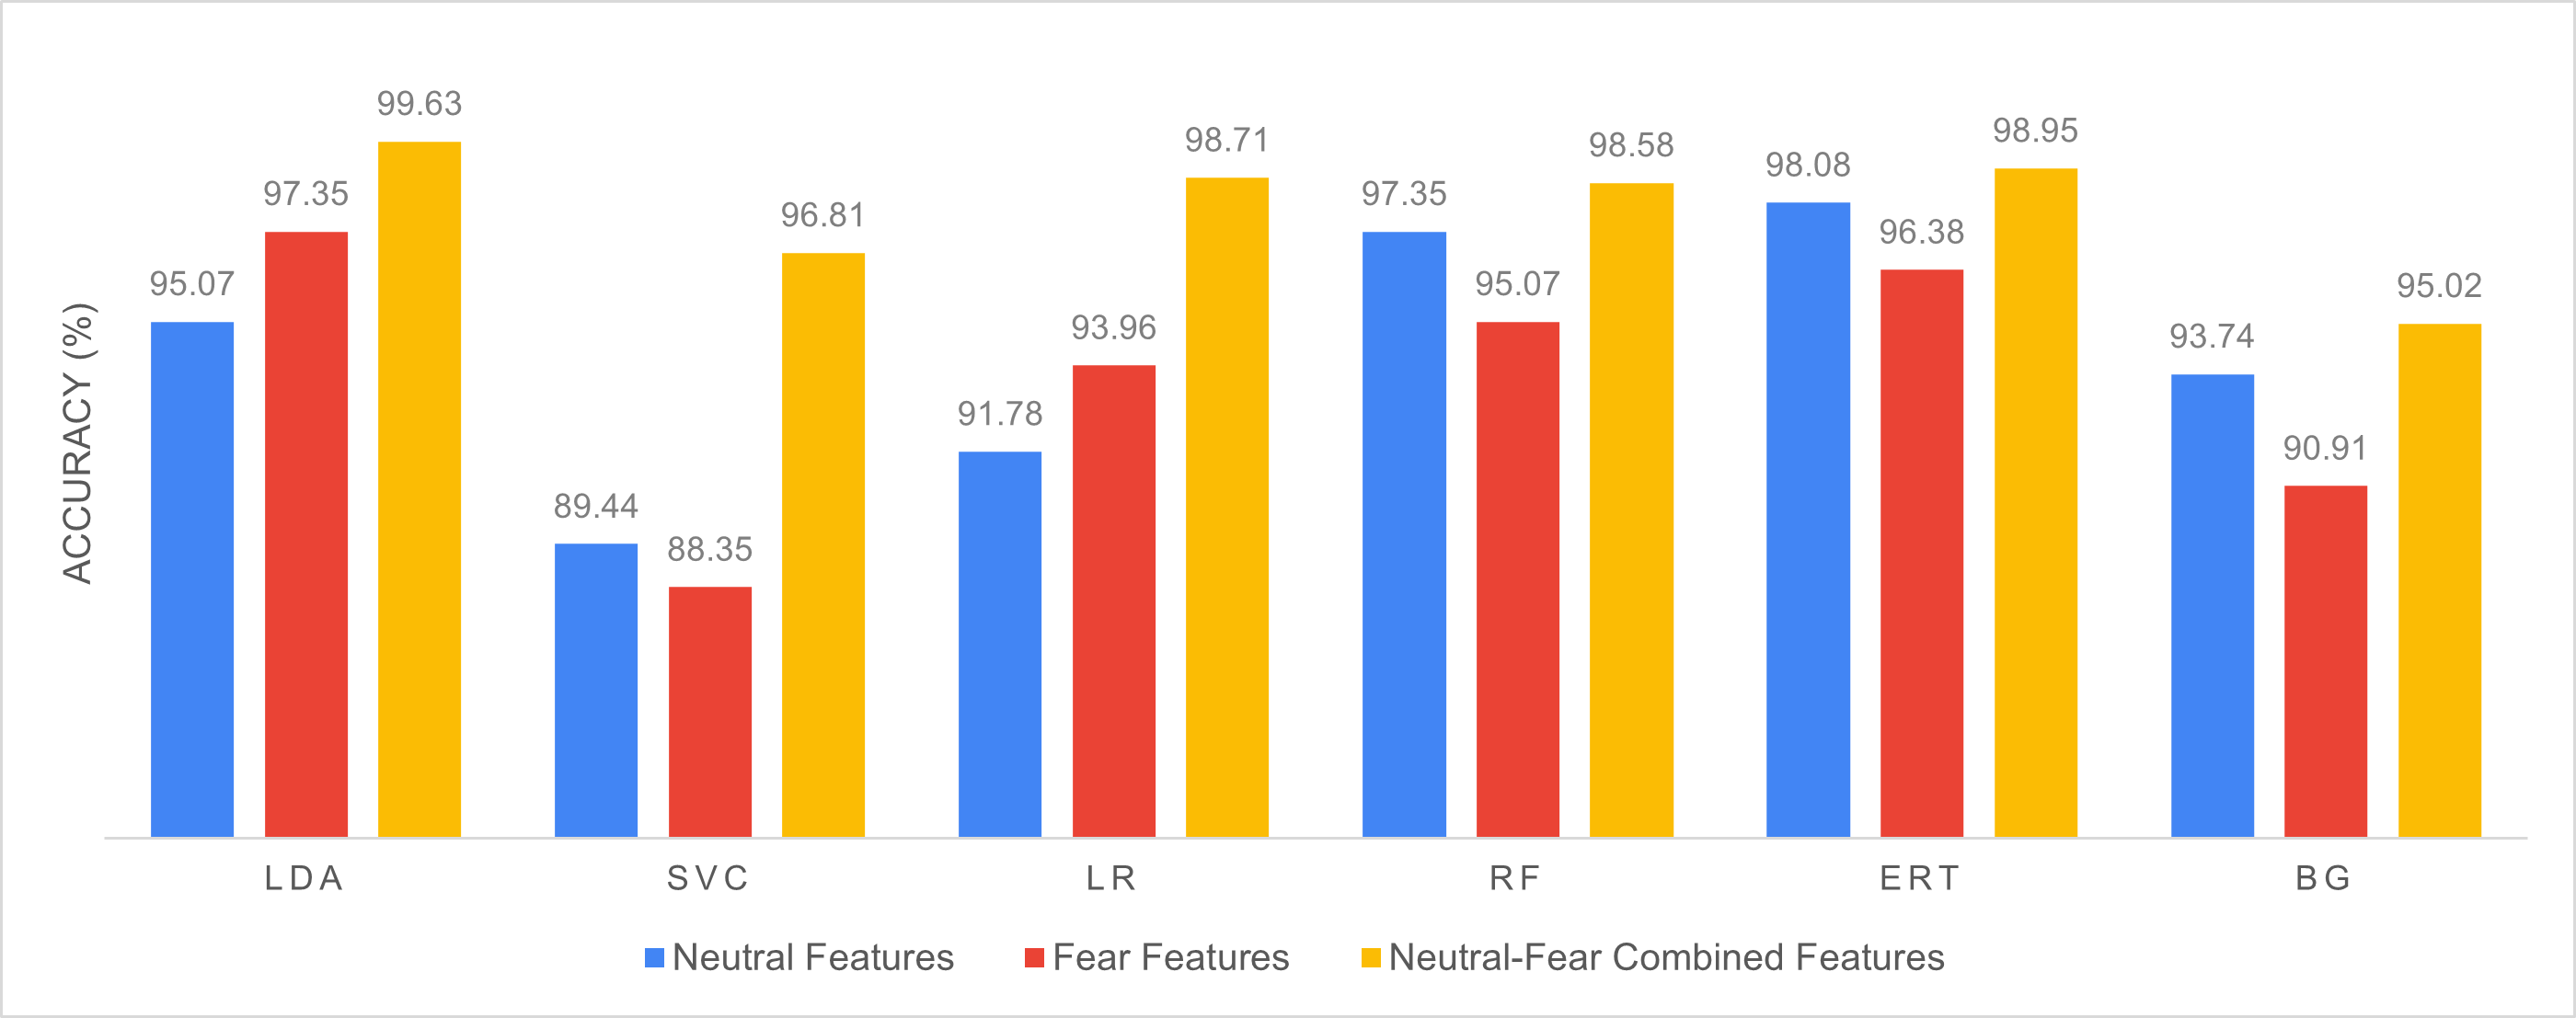 ACCURACY (%)
95.07 97.35 99.63
89.44 88.35 96.81
91.78 93.96 98.71
97.35 95.07 98.58
98.08 96.38 98.95
93.74 90.91 95.02
LDA SVC LR RF ERT BG
Neutral Features Fear Features Neutral-Fear Combined Features